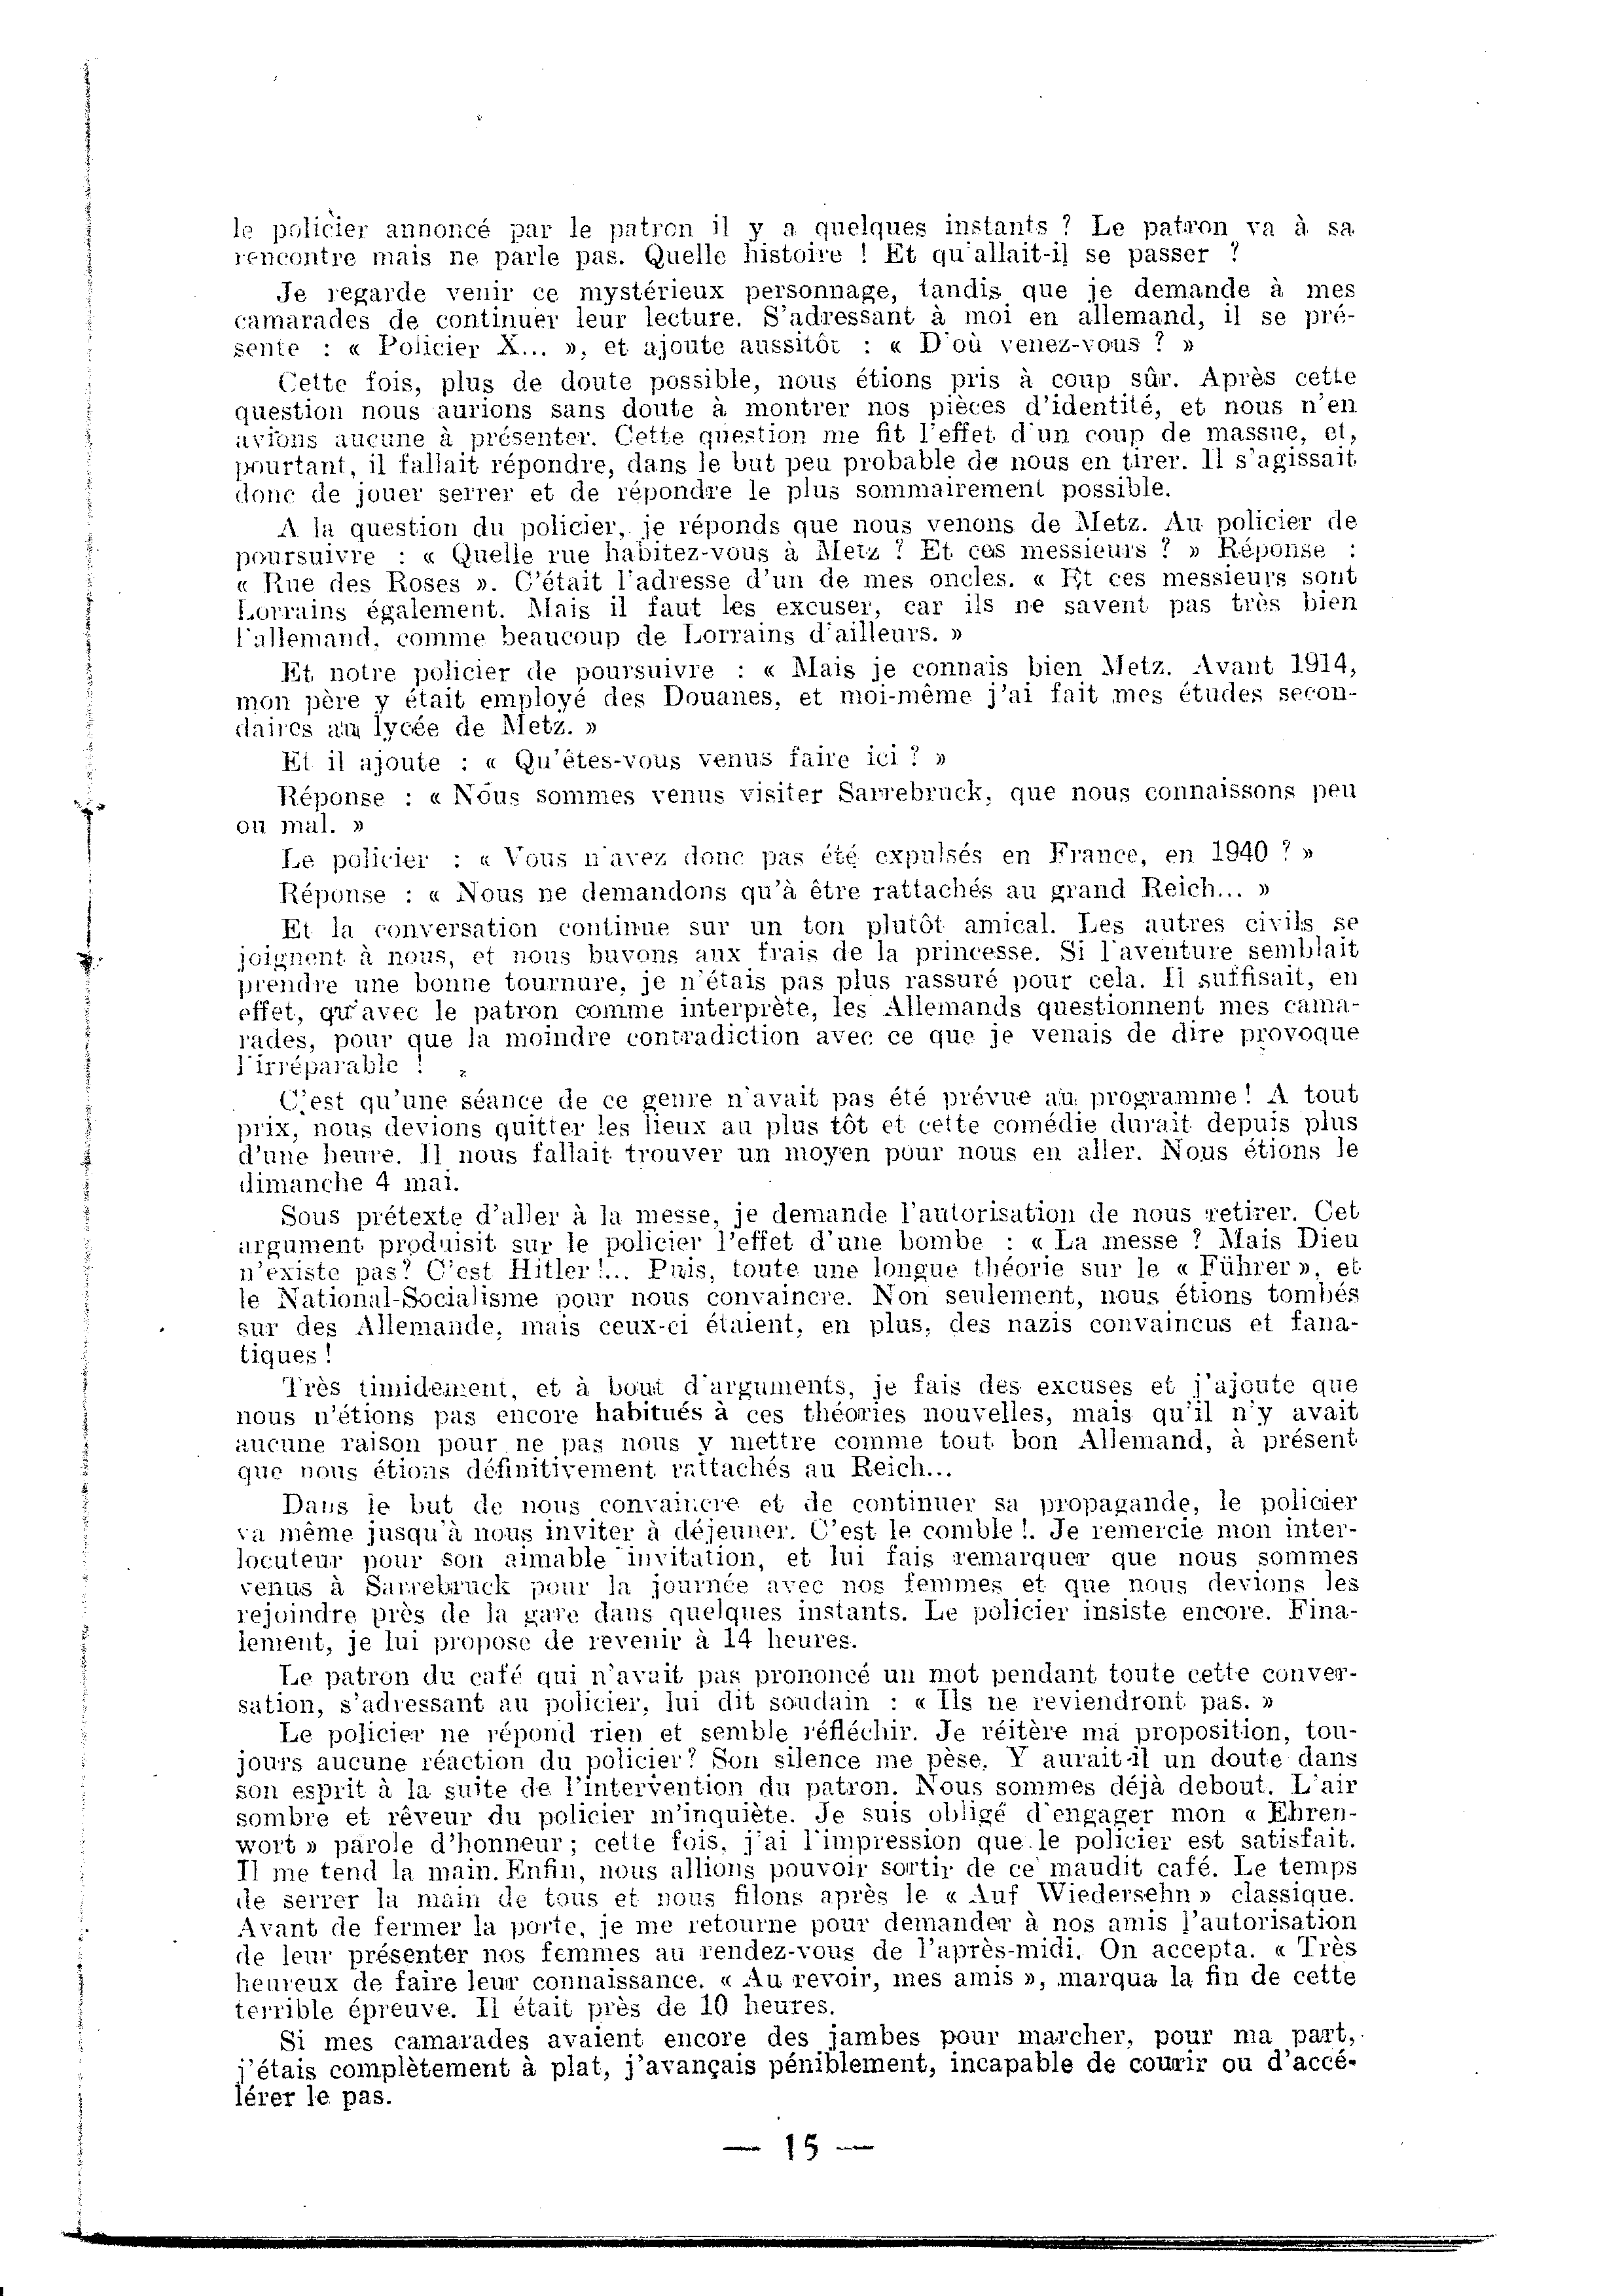 le policier annoncé par le patron il y a quelques instants ? Le patron va à sa
rencontre mais ne parle pas. Quelle histoire ! Et qu'allait-il se passer ?
Je regarde venir ce mystérieux personnage, tandis que je demande à mes
camarades de continuer leur lecture. S'adressant à moi en allemand, il se pré-
sente : « Policier X... », et ajoute aussitôt : « D'où venez-vous ? »
Cette fois, plus de doute possible, nous étions pris à coup sûr. Après cette
question nous aurions sans doute à montrer nos pièces d'identité, et nous n'en
avions aucune à présenter. Cette question me fit l'effet d'un coup de massue, et,
pourtant, il fallait répondre, dans le but peu probable de nous en tirer. Il s'agissait
donc de jouer serrer et de répondre le plus sommairement possible.
A la question du policier, je réponds que nous venons de Metz. Au policier de
poursuivre : « Quelle rue habitez-vous à Metz ? Et ces messieurs ? » Réponse :
« Rue des Roses ». C'était l'adresse d'un de mes oncles. « Et ces messieurs sont
Lorrains également. Mais il faut les excuser, car ils ne savent pas très bien
l'allemand, comme beaucoup de Lorrains d'ailleurs. »
Et notre policier de poursuivre : « Mais je connais bien Metz. Avant 1914,
mon père y était employé des Douanes, et moi-même j'ai fait mes études secon-
daires au lycée de Metz. »
Et il ajoute : « Qu'êtes-vous venus faire ici ? »
Réponse : « Nous sommes venus visiter Sarrebruck, que nous connaissons peu
ou mal. »
Le policier : « Vous n'avez donc pas été expulsés en France, en 1940 ? »
Réponse : « Nous ne demandons qu'à être rattachés au grand Reich... »
Et la conversation continue sur un ton plutôt amical. Les autres civils se
joignent à nous, et nous buvons aux frais de la princesse. Si l'aventure semblait
prendre une bonne tournure, je n'étais pas plus rassuré pour cela. Il suffisait, en
effet, qu'avec le patron comme interprète, les Allemands questionnent mes cama-
rades, pour que la moindre contradiction avec ce que je venais de dire provoque
l'irréparable !
C'est qu'une séance de ce genre n'avait pas été prévue au programme ! A tout
prix, nous devions quitter les lieux au plus tôt et cette comédie durait depuis plus
d'une heure. Il nous fallait trouver un moyen pour nous en aller. Nous étions le
dimanche 4 mai.
Sous prétexte d'aller à la messe, je demande l'autorisation de nous retirer. Cet
argument produisit sur le policier l'effet d'une bombe : « La messe ? Mais Dieu
n'existe pas? C'est Hitler !... Puis, toute une longue théorie sur le « Führer », et
le National-Socialisme pour nous convaincre. Non seulement, nous étions tombés
sur des Allemande, mais ceux-ci étaient, en plus, des nazis convaincus et fana-
tiques !
Très timidement, et à bout d'arguments, je fais des excuses et j'ajoute que
nous n'étions pas encore habitués à ces théories nouvelles, mais qu'il n'y avait
aucune raison pour ne pas nous y mettre comme tout bon Allemand, à présent
que nous étions définitivement rattachés au Reich...
Dans le but de nous convaincre et de continuer sa propagande, le policier
va même jusqu'à nous inviter à déjeuner. C'est le comble !. Je remercie mon inter-
locuteur pour son aimable invitation, et lui fais remarquer que nous sommes
venus à Sarrebruck pour la journée avec nos femmes et que nous devions les
rejoindre près de la gare dans quelques instants. Le policier insiste encore. Fina-
lement, je lui propose de revenir à 14 heures.
Le patron du café qui n'avait pas prononcé un mot pendant toute cette conver-
sation, s'adressant au policier, lui dit soudain : « Ils ne reviendront pas. »
Le policier ne répond rien et semble réfléchir. Je réitère ma proposition, tou-
jours aucune réaction du policier? Son silence me pèse. Y aurait-il un doute dans
son esprit à la suite de l'intervention du patron. Nous sommes déjà debout. L'air
sombre et rêveur du policier m'inquiète. Je suis obligé d'engager mon « Ehren-
wort » parole d'honneur ; cette fois, j'ai l'impression que le policier est satisfait.
Il me tend la main. Enfin, nous allions pouvoir sortir de ce maudit café. Le temps
de serrer la main de tous et nous filons après le « Auf Wiedersehn » classique.
Avant de fermer la porte, je me retourne pour demander à nos amis l'autorisation
de leur présenter nos femmes au rendez-vous de l'après-midi. On accepta. « Très
heureux de faire leur connaissance. « Au revoir, mes amis », marqua la fin de cette
terrible épreuve. Il était près de 10 heures.
Si mes camarades avaient encore des jambes pour marcher, pour ma part,
j'étais complètement à plat, j'avançais péniblement, incapable de courir ou d'accé-
lérer le pas.
— 15 —